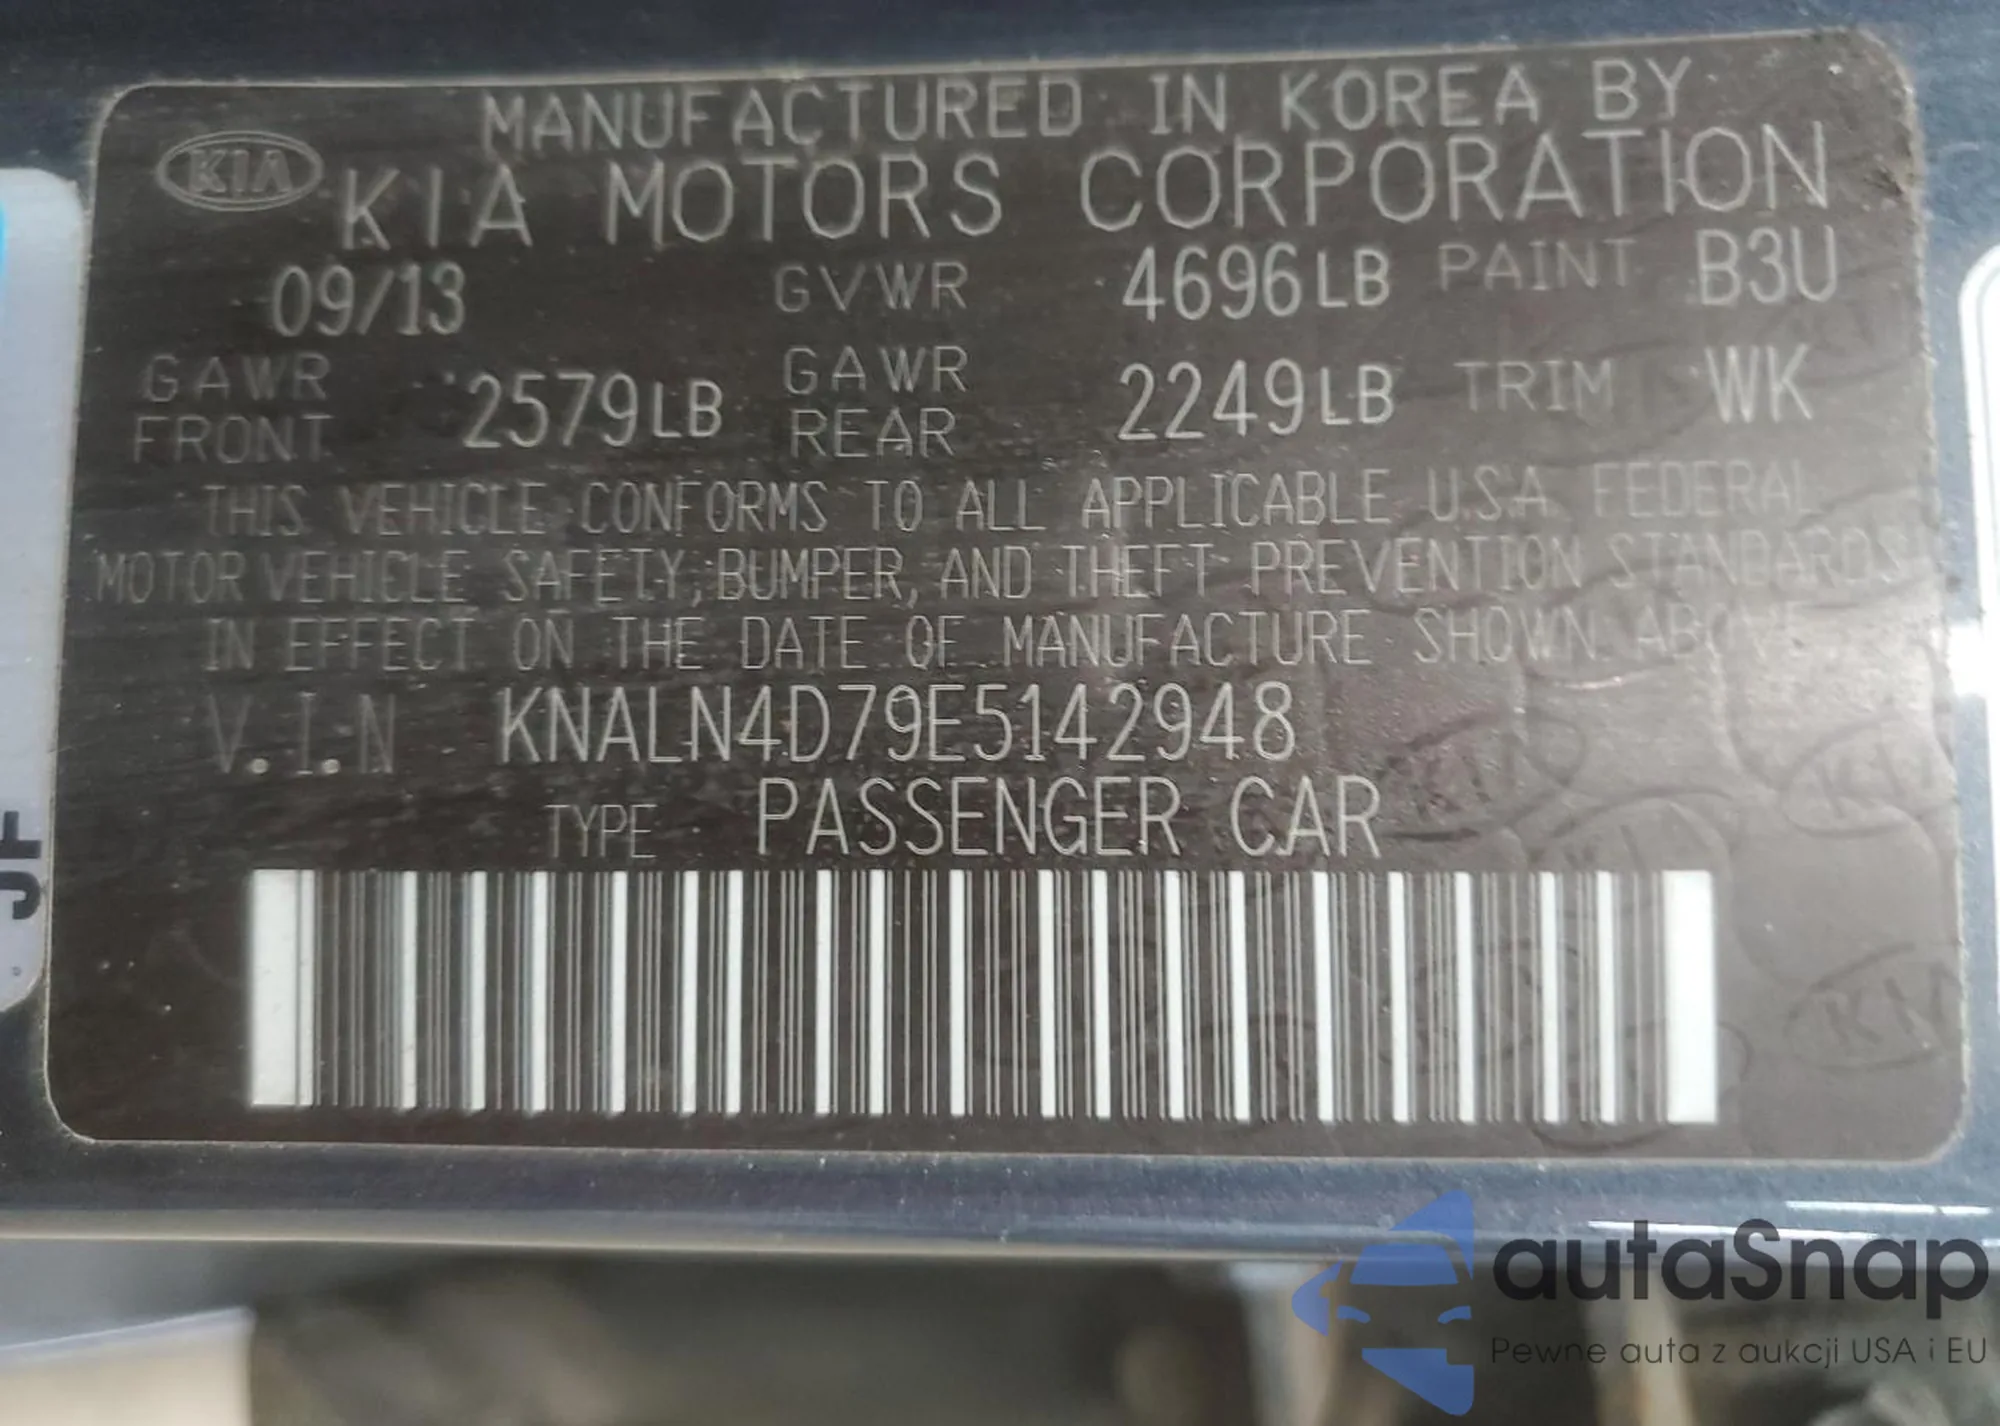 KIA
MANUFACTURED IN KOREA BY
KIA MOTORS CORPORATION
09/13 GVWR 4696LB PAINT B3U
GAWR FRONT 2579LB GAWR REAR 2249LB TRIM WK
THIS VEHICLE CONFORMS TO ALL APPLICABLE U.S.A. FEDERAL
MOTOR VEHICLE SAFETY, BUMPER, AND THEFT PREVENTION STANDARDS
IN EFFECT ON THE DATE OF MANUFACTURE SHOWN ABOVE.
V.I.N KNALN4D79E5142948
TYPE PASSENGER CAR
autoSnap
Pewne auta z aukcji USA i EU